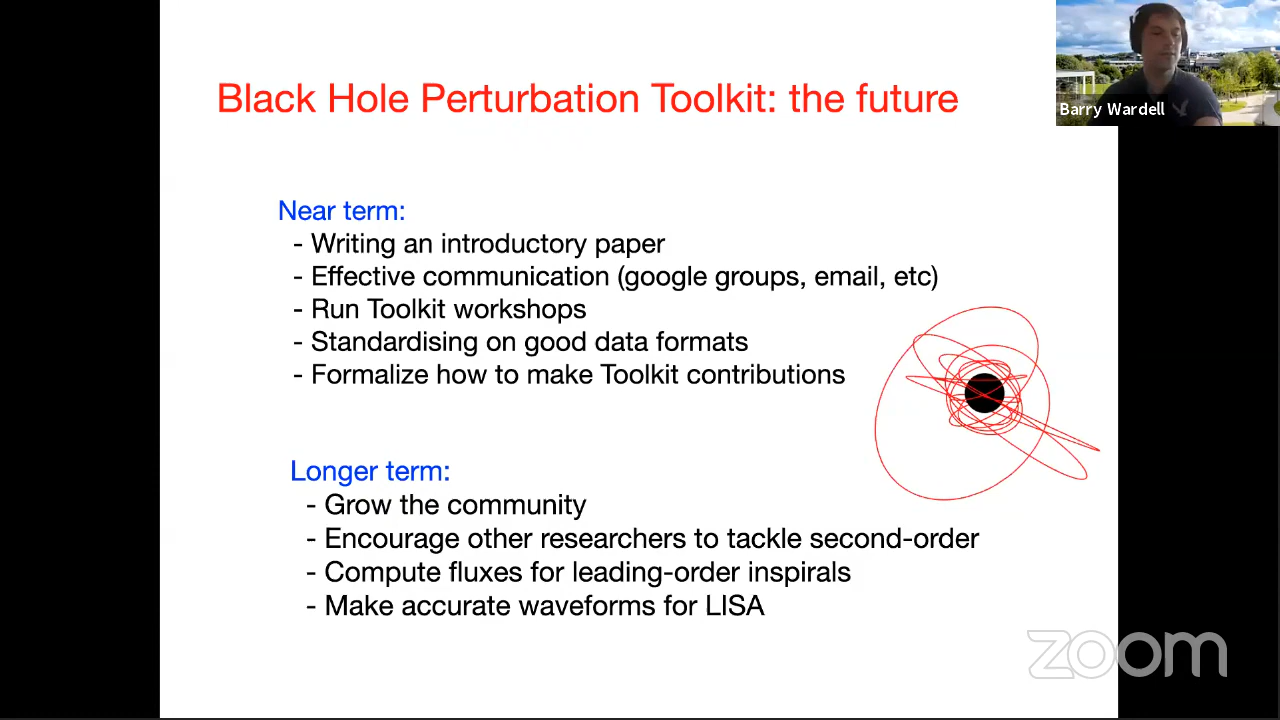 Black Hole Perturbation Toolkit: the future
Barry Wardell
Near term:
- Writing an introductory paper
- Effective communication (google groups, email, etc)
- Run Toolkit workshops
- Standardising on good data formats
- Formalize how to make Toolkit contributions
Longer term:
- Grow the community
- Encourage other researchers to tackle second-order
- Compute fluxes for leading-order inspirals
- Make accurate waveforms for LISA
zoom